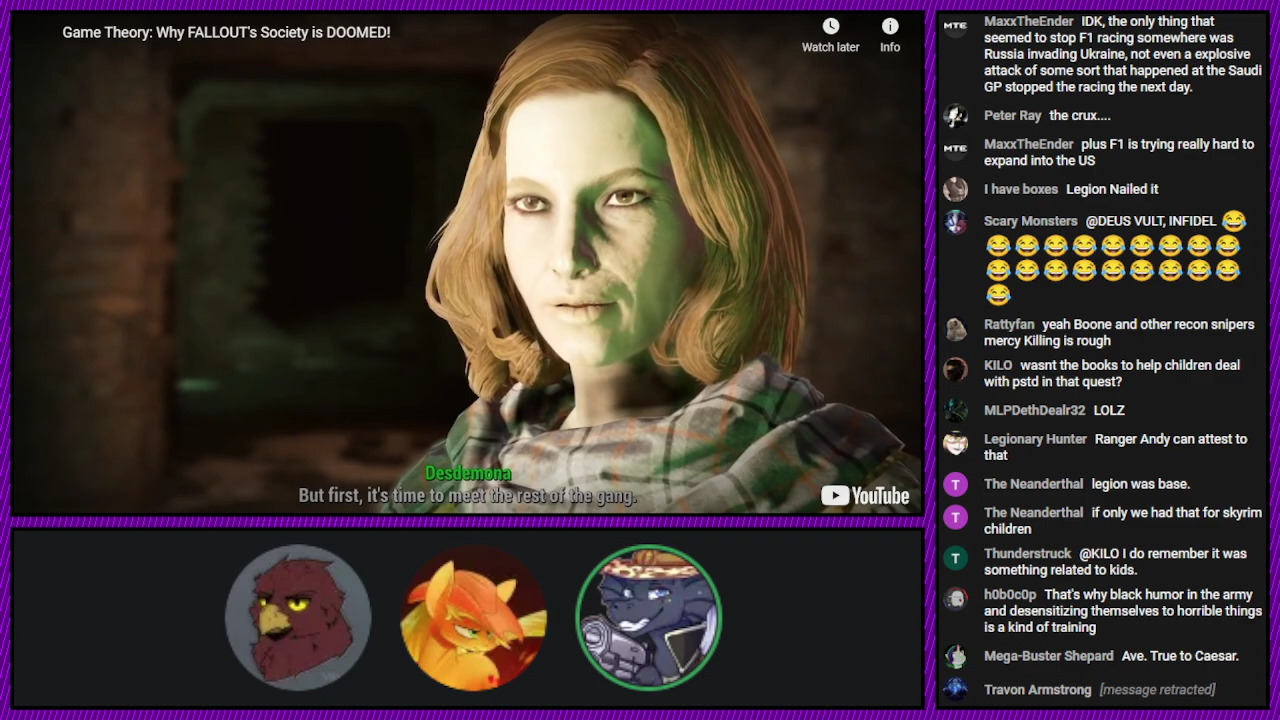 Game Theory: Why FALLOUT's Society is DOOMED!
Watch later
Info
Desdemona
But first, it's time to meet the rest of the gang.
YouTube
MTE
MaxxTheEnder IDK, the only thing that
seemed to stop F1 racing somewhere was
Russia invading Ukraine, not even a explosive
attack of some sort that happened at the Saudi
GP stopped the racing the next day.
Peter Ray the crux....
MTE
MaxxTheEnder plus F1 is trying really hard to
expand into the US
I have boxes Legion Nailed it
Scary Monsters @DEUS VULT, INFIDEL 😂
😂😂😂😂😂😂😂😂😂
😂😂😂😂😂😂😂😂😂
😂
Rattyfan yeah Boone and other recon snipers
mercy Killing is rough
KILO wasnt the books to help children deal
with pstd in that quest?
MLPDethDealr32 LOLZ
Legionary Hunter Ranger Andy can attest to
that
T
The Neanderthal legion was base.
T
The Neanderthal if only we had that for skyrim
children
T
Thunderstruck @KILO I do remember it was
something related to kids.
h0b0c0p That's why black humor in the army
and desensitizing themselves to horrible things
is a kind of training
Mega-Buster Shepard Ave. True to Caesar.
Travon Armstrong [message retracted]